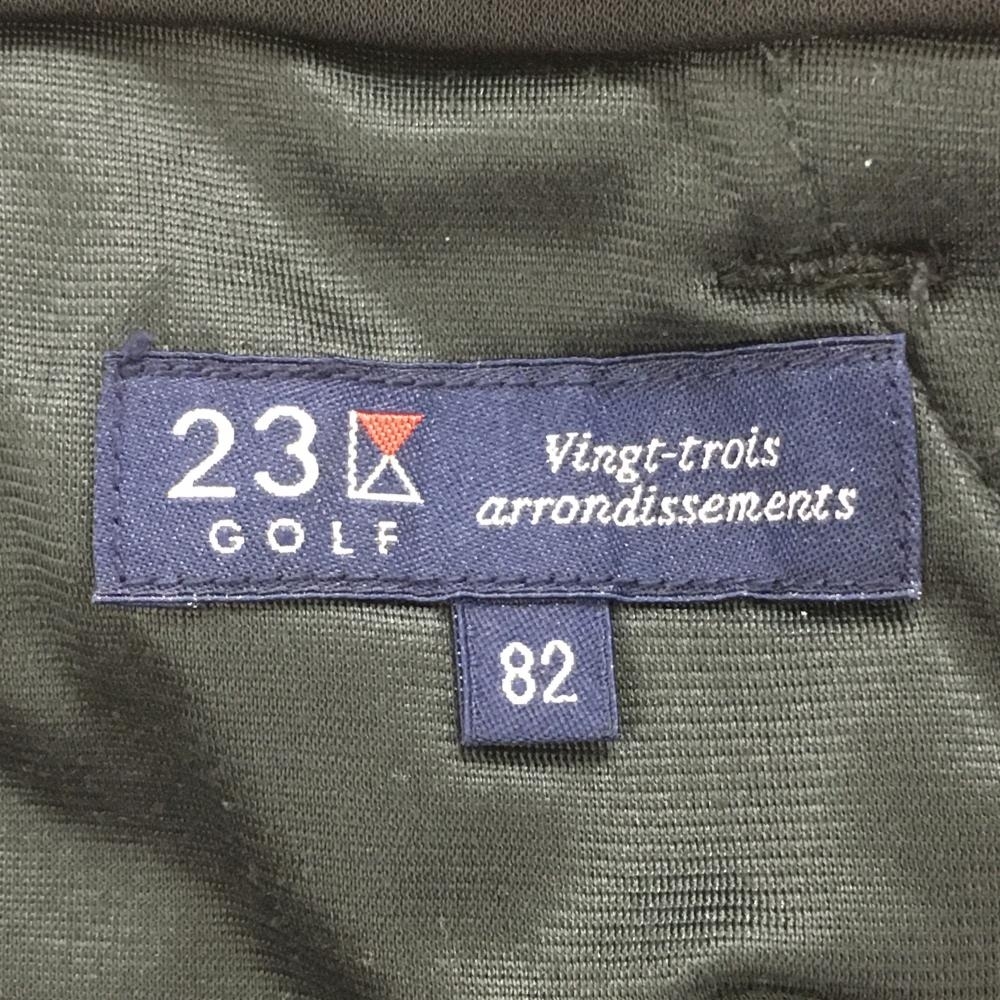 23
GOLF
Vingt-trois
arrondissements
82